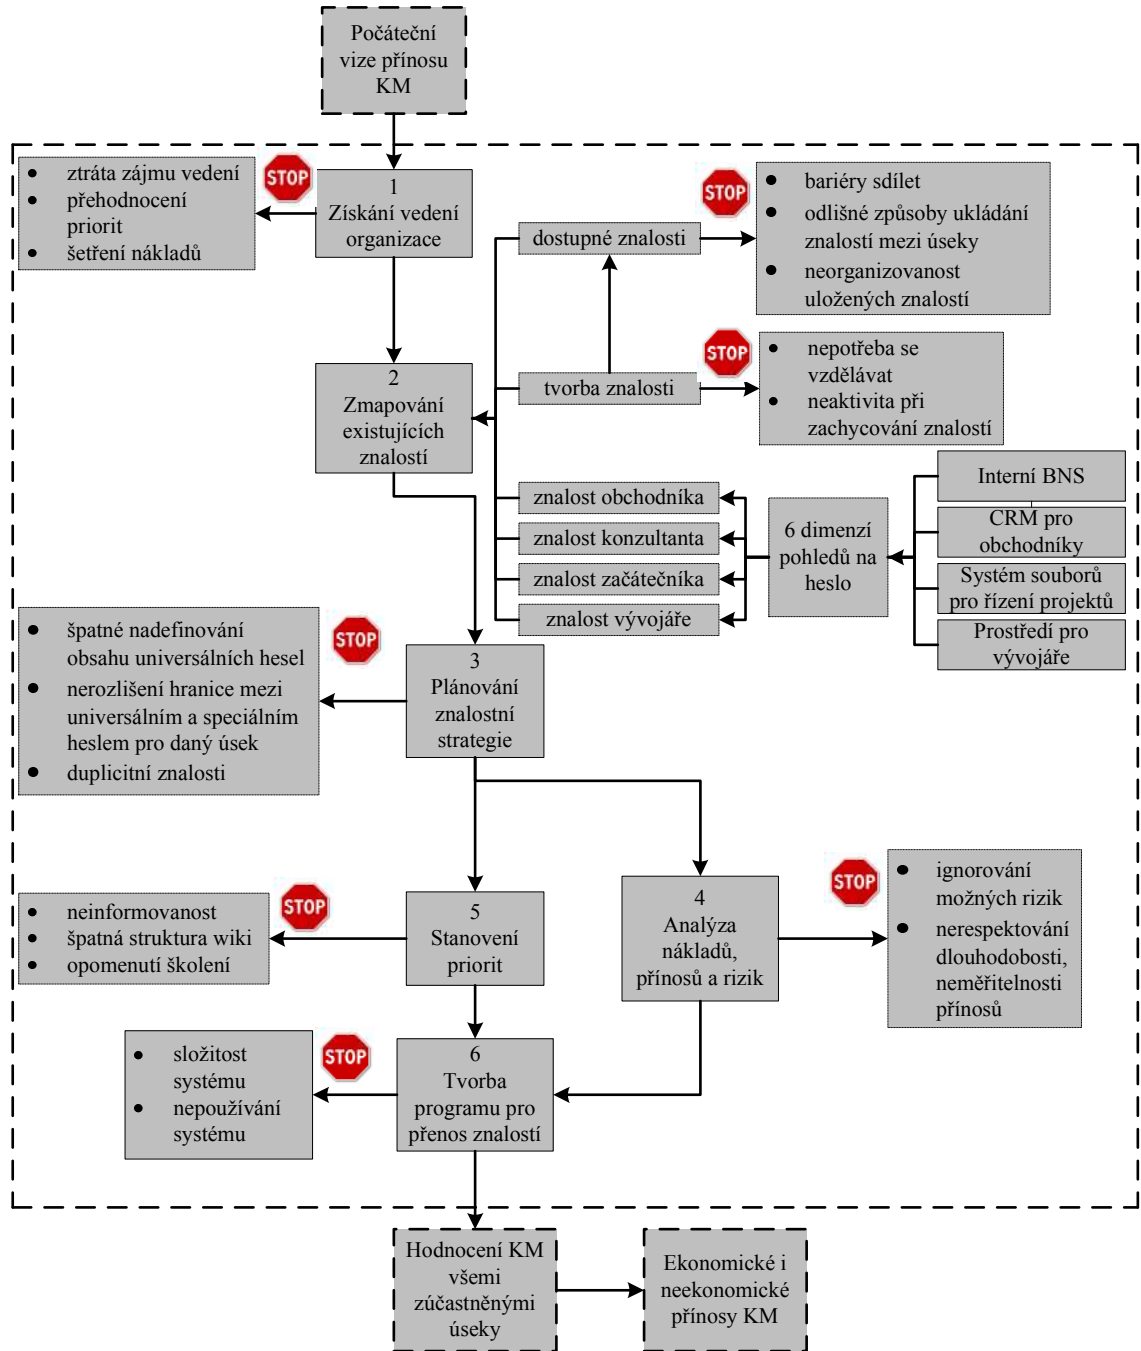 Počáteční
vize přínosu
KM
ztráta zájmu vedení
přehodnocení
priorit
šetření nákladů
STOP
1
Získání vedení
organizace
dostupné znalosti
STOP
bariéry sdílet
odlišné způsoby ukládání
znalostí mezi úseky
neorganizovanost
uložených znalostí
2
Zmapování
existujících
znalostí
tvorba znalosti
STOP
nepotřeba se
vzdělávat
neaktivita při
zachycování znalostí
znalost obchodníka
znalost konzultanta
znalost začátečníka
znalost vývojáře
6 dimenzí
pohledů na
heslo
Interní BNS
CRM pro
obchodníky
Systém souborů
pro řízení projektů
Prostředí pro
vývojáře
špatné nadefinování
obsahu universálních hesel
nerozlišení hranice mezi
universálním a speciálním
heslem pro daný úsek
duplicitní znalosti
STOP
3
Plánování
znalostní
strategie
neinformovanost
špatná struktura wiki
opomenutí školení
STOP
5
Stanovení
priorit
4
Analýza
nákladů,
přínosů a rizik
STOP
ignorování
možných rizik
nerespektování
dlouhodobosti,
neměřitelnosti
přínosů
složitost
systému
nepoužívání
systému
STOP
6
Tvorba
programu pro
přenos znalostí
Hodnocení KM
všemi
zúčastněnými
úseky
Ekonomické i
neekonomické
přínosy KM